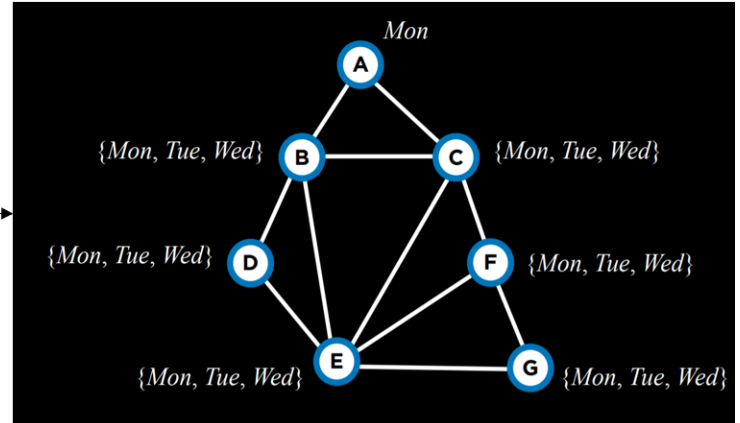 Mon
A
{Mon, Tue, Wed} B C {Mon, Tue, Wed}
{Mon, Tue, Wed} D F {Mon, Tue, Wed}
{Mon, Tue, Wed} E G {Mon, Tue, Wed}